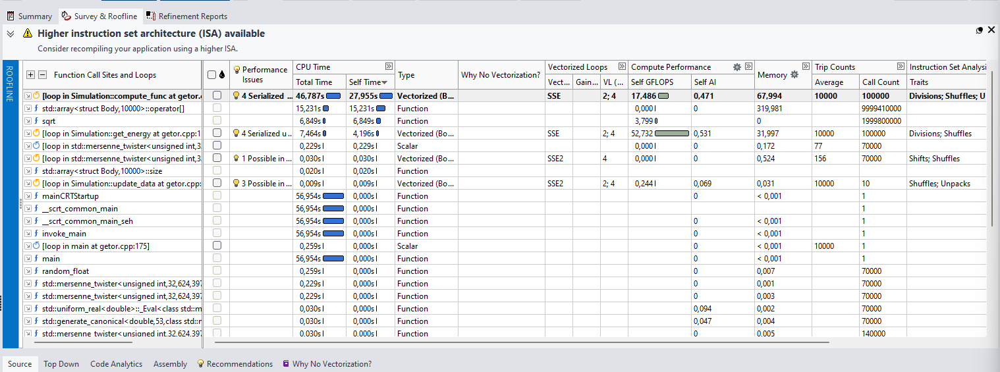 Summary Survey & Roofline Refinement Reports
Higher instruction set architecture (ISA) available
Consider recompiling your application using a higher ISA.
ROOFLINE
Function Call Sites and Loops Performance Issues CPU Time Type Why No Vectorization? Vectorized Loops Compute Performance Memory Trip Counts Instruction Set Analysi
Total Time Self Time Vect... Gain... VL (... Self GFLOPS Self AI Average Call Count Traits
[loop in Simulation::compute_func at getor. 4 Serialized ... 46,787s 27,955s Vectorized (B... SSE 2; 4 17,486 0,471 67,994 10000 100000 Divisions; Shuffles; U
f std::array<struct Body,10000>::operator[] 15,231s 15,231s Function 0,000 0 319,981 9999410000
f sqrt 6,849s 6,849s Function 3,799 0 1999800000
[loop in Simulation::get_energy at getor.cpp:1 4 Serialized u... 7,464s 4,196s Vectorized (Bo... SSE 2; 4 52,732 0,531 31,997 10000 100000 Divisions; Shuffles
[loop in std::mersenne_twister<unsigned int,3 0,229s 0,229s Scalar 0,000 0 0,172 77 70000
[loop in std::mersenne_twister<unsigned int,3 1 Possible in ... 0,030s 0,030s Vectorized (Bo... SSE2 4 0,000 0 0,524 156 70000 Shifts; Shuffles
f std::array<struct Body,10000>::size 0,020s 0,020s Function
[loop in Simulation::update_data at getor.cpp: 3 Possible in ... 0,009s 0,009s Vectorized (Bo... SSE2 2; 4 0,244 0,069 0,031 10000 10 Shuffles; Unpacks
f mainCRTStartup 56,954s 0,000s Function 0 < 0,001 1
f __scrt_common_main 56,954s 0,000s Function 1
f __scrt_common_main_seh 56,954s 0,000s Function 0 < 0,001 1
f invoke_main 56,954s 0,000s Function 0 < 0,001 1
[loop in main at getor.cpp:175] 0,259s 0,000s Scalar 0 < 0,001 10000 1
f main 56,954s 0,000s Function 0 < 0,001 1
f random_float 0,259s 0,000s Function 0 0,007 70000
f std::mersenne_twister<unsigned int,32,624,397 0,229s 0,000s Function 0 0,001 70000
f std::mersenne_twister<unsigned int,32,624,397 0,229s 0,000s Function 0 0,003 70000
f std::uniform_real<double>::_Eval<class std::m 0,030s 0,000s Function 0,094 0,002 70000
f std::generate_canonical<double,53,class std::r 0,030s 0,000s Function 0,047 0,004 70000
f std::mersenne_twister<unsigned int,32,624,397 0,030s 0,000s Function 0 0,005 140000
Source Top Down Code Analytics Assembly Recommendations Why No Vectorization?